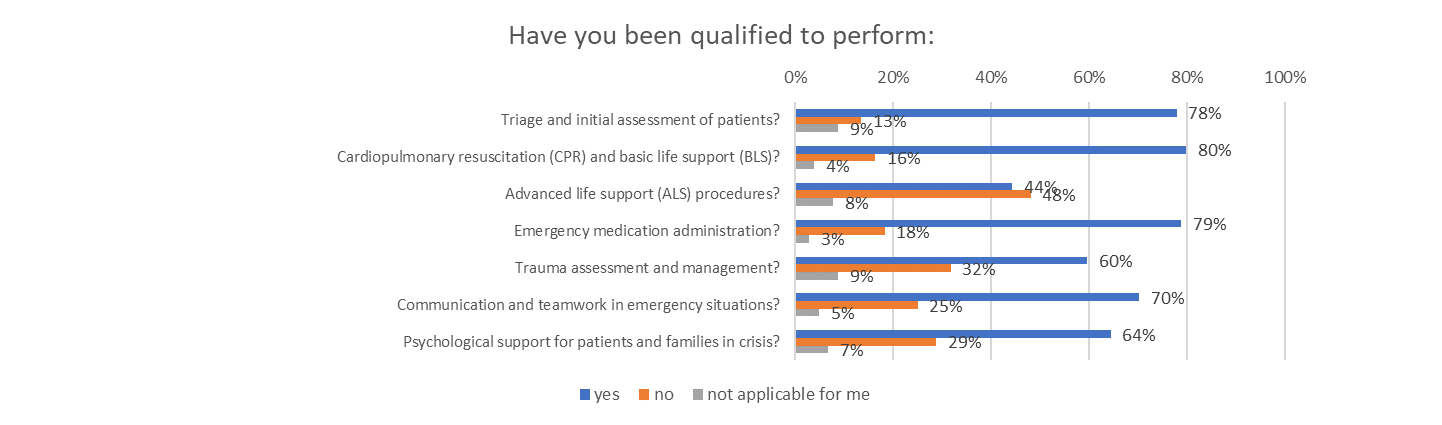 Have you been qualified to perform:
0% 20% 40% 60% 80% 100%
Triage and initial assessment of patients? 78% 13% 9%
Cardiopulmonary resuscitation (CPR) and basic life support (BLS)? 80% 16% 4%
Advanced life support (ALS) procedures? 44% 48% 8%
Emergency medication administration? 79% 18% 3%
Trauma assessment and management? 60% 32% 9%
Communication and teamwork in emergency situations? 70% 25% 5%
Psychological support for patients and families in crisis? 64% 29% 7%
yes no not applicable for me